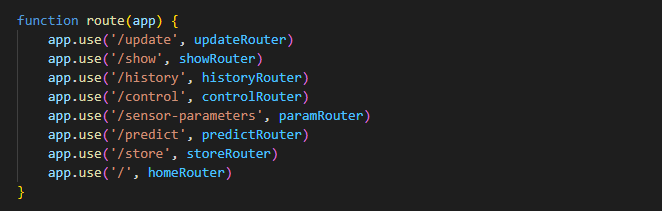 function route(app) {
    app.use('/update', updateRouter)
    app.use('/show', showRouter)
    app.use('/history', historyRouter)
    app.use('/control', controlRouter)
    app.use('/sensor-parameters', paramRouter)
    app.use('/predict', predictRouter)
    app.use('/store', storeRouter)
    app.use('/', homeRouter)
}